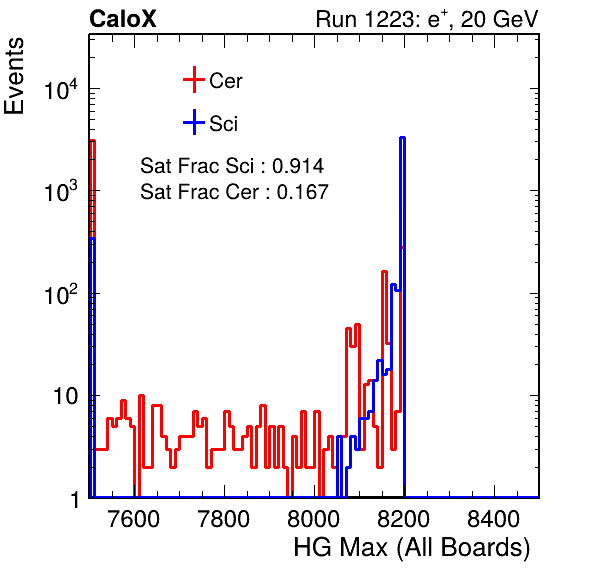 CaloX Run 1223: e⁺, 20 GeV
Events
Cer
Sci
Sat Frac Sci : 0.914
Sat Frac Cer : 0.167
10⁴
10³
10²
10
1
7600 7800 8000 8200 8400
HG Max (All Boards)